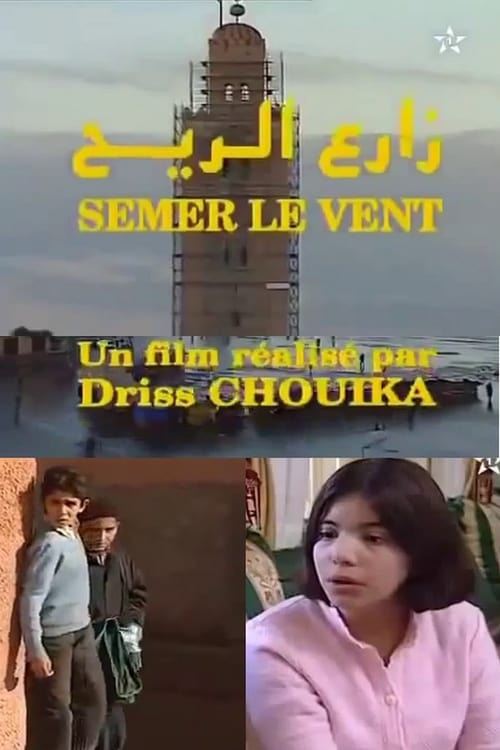 زارع الريح
SEMER LE VENT
Un film réalisé par
Driss CHOUIKA